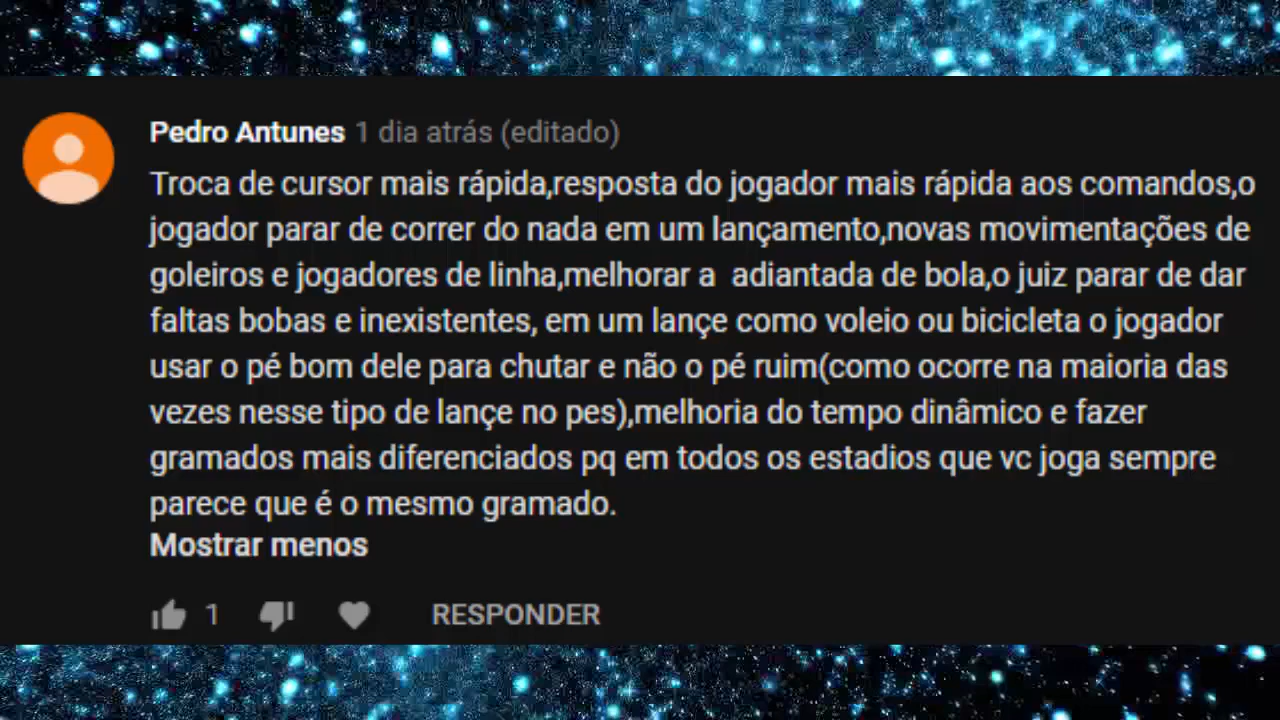 Pedro Antunes 1 dia atrás (editado)
Troca de cursor mais rápida,resposta do jogador mais rápida aos comandos,o
jogador parar de correr do nada em um lançamento,novas movimentações de
goleiros e jogadores de linha,melhorar a  adiantada de bola,o juiz parar de dar
faltas bobas e inexistentes, em um lançe como voleio ou bicicleta o jogador
usar o pé bom dele para chutar e não o pé ruim(como ocorre na maioria das
vezes nesse tipo de lançe no pes),melhoria do tempo dinâmico e fazer
gramados mais diferenciados pq em todos os estadios que vc joga sempre
parece que é o mesmo gramado.
Mostrar menos
1 RESPONDER